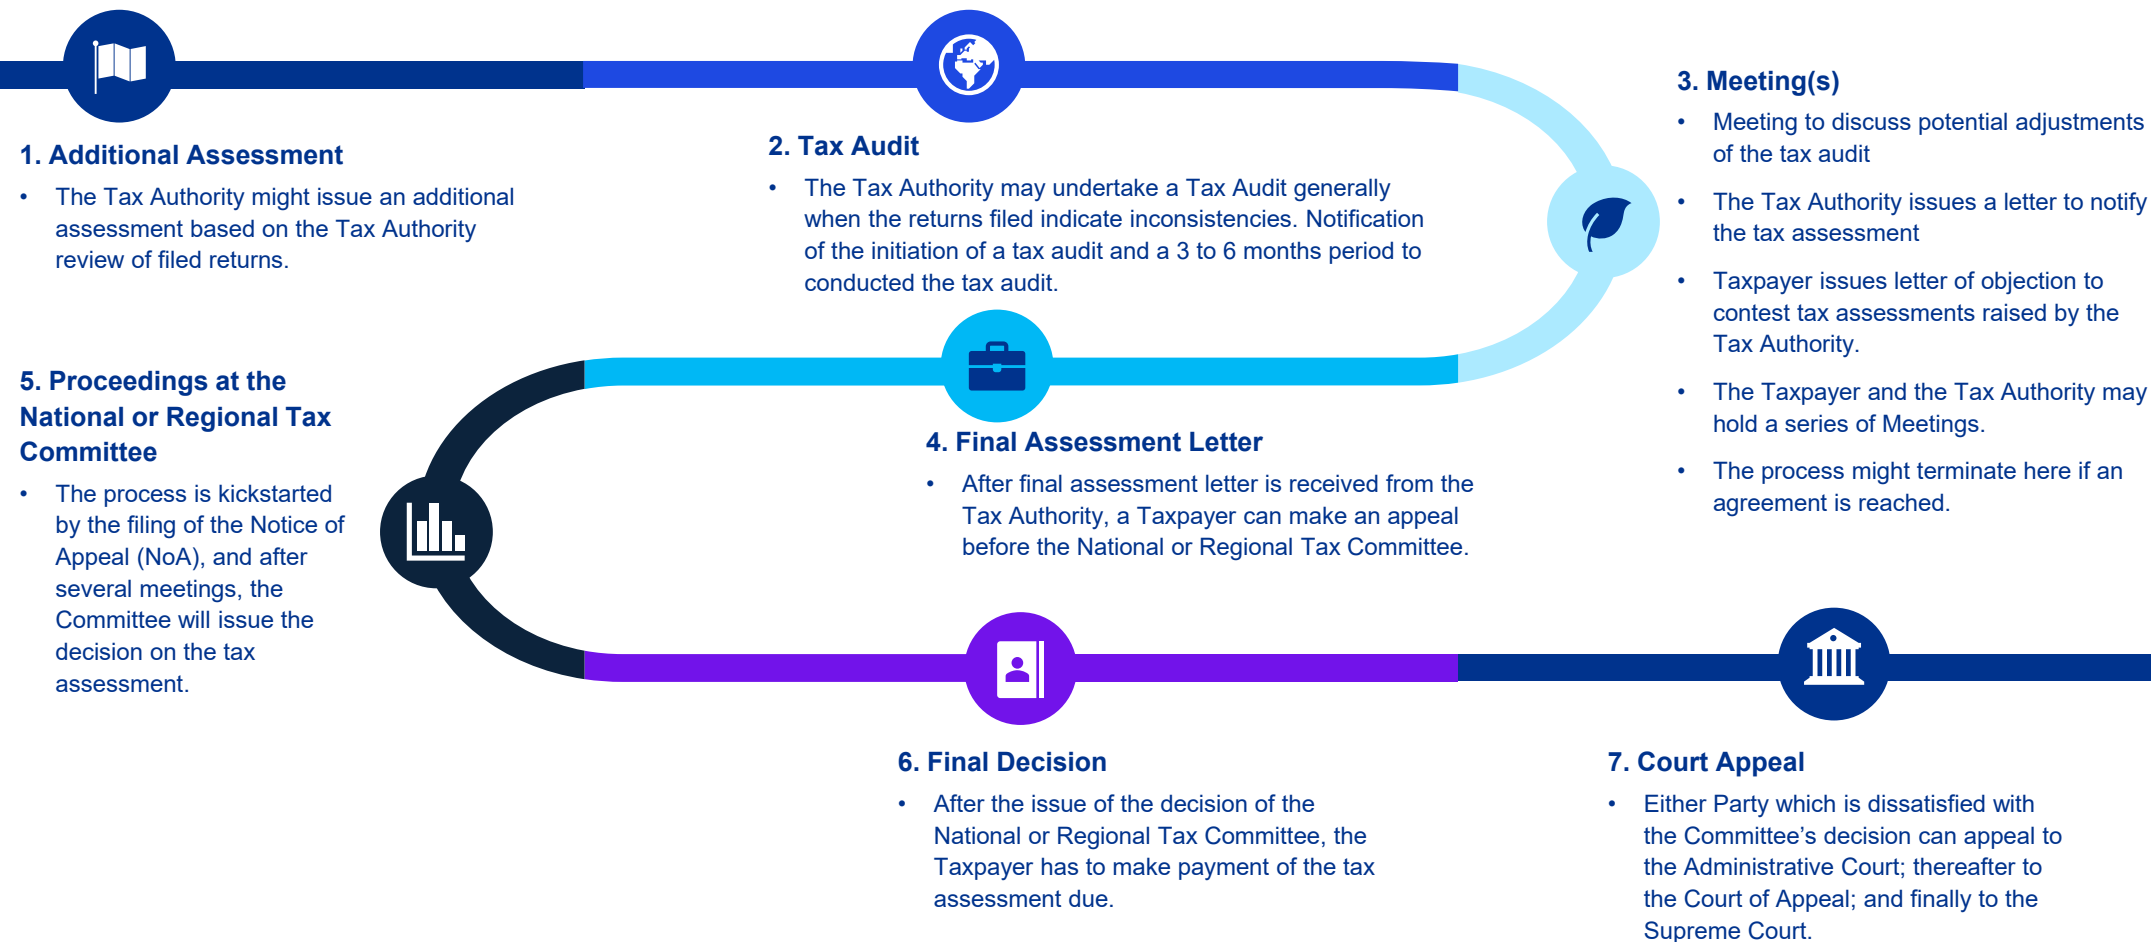 1. Additional Assessment
• The Tax Authority might issue an additional
assessment based on the Tax Authority
review of filed returns.
2. Tax Audit
• The Tax Authority may undertake a Tax Audit generally
when the returns filed indicate inconsistencies. Notification
of the initiation of a tax audit and a 3 to 6 months period to
conducted the tax audit.
3. Meeting(s)
• Meeting to discuss potential adjustments
of the tax audit
• The Tax Authority issues a letter to notify
the tax assessment
• Taxpayer issues letter of objection to
contest tax assessments raised by the
Tax Authority.
• The Taxpayer and the Tax Authority may
hold a series of Meetings.
• The process might terminate here if an
agreement is reached.
4. Final Assessment Letter
• After final assessment letter is received from the
Tax Authority, a Taxpayer can make an appeal
before the National or Regional Tax Committee.
5. Proceedings at the
National or Regional Tax
Committee
• The process is kickstarted
by the filing of the Notice of
Appeal (NoA), and after
several meetings, the
Committee will issue the
decision on the tax
assessment.
6. Final Decision
• After the issue of the decision of the
National or Regional Tax Committee, the
Taxpayer has to make payment of the tax
assessment due.
7. Court Appeal
• Either Party which is dissatisfied with
the Committee’s decision can appeal to
the Administrative Court; thereafter to
the Court of Appeal; and finally to the
Supreme Court.